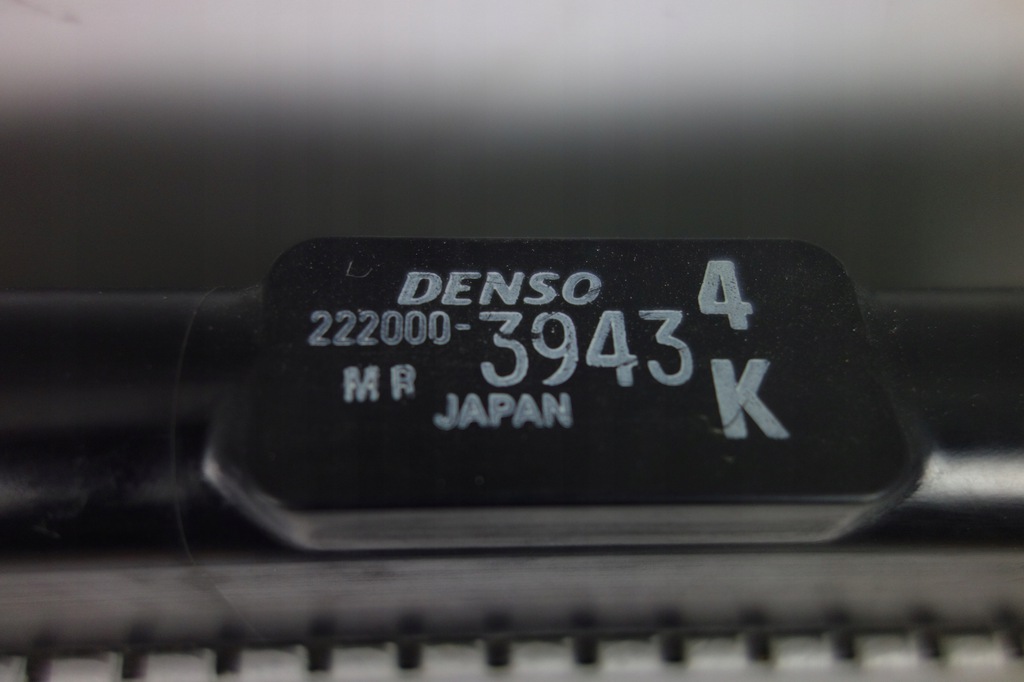 DENSO
222000-3943 4
MR K
JAPAN